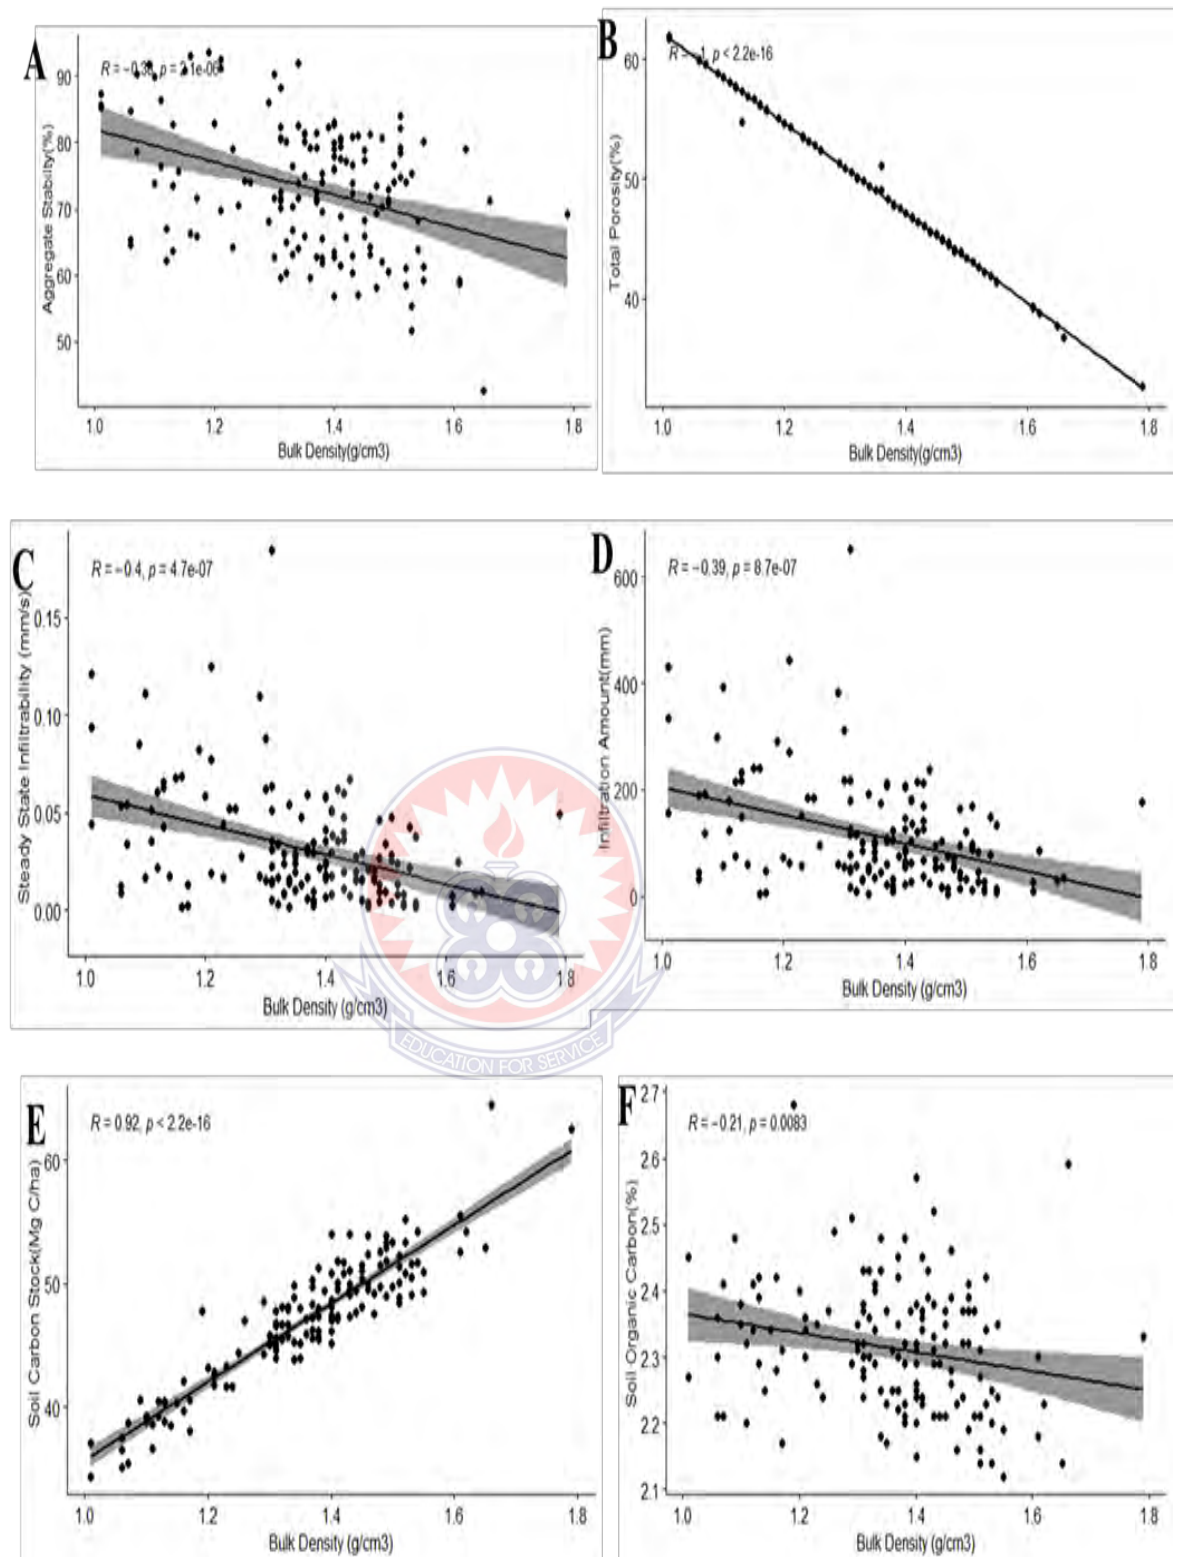 A
R = −0.38, p = 2.1e-06
Aggregate Stabilty(%)
90
80
70
60
50
1.0 1.2 1.4 1.6 1.8
Bulk Density(g/cm3)
B
R = −1, p < 2.2e-16
Total Porosity(%)
60
50
40
1.0 1.2 1.4 1.6 1.8
Bulk Density(g/cm3)
C
R = −0.4, p = 4.7e-07
Steady State Infiltrability (mm/s)
0.15
0.10
0.05
0.00
1.0 1.2 1.4 1.6 1.8
Bulk Density (g/cm3)
D
R = −0.39, p = 8.7e-07
Infiltration Amount(mm)
600
400
200
0
1.0 1.2 1.4 1.6 1.8
Bulk Density (g/cm3)
EDUCATION FOR SERVICE
E
R = 0.92, p < 2.2e-16
Soil Carbon Stock(Mg C/ha)
60
50
40
1.0 1.2 1.4 1.6 1.8
Bulk Density (g/cm3)
F
R = −0.21, p = 0.0083
Soil Organic Carbon(%)
2.7
2.6
2.5
2.4
2.3
2.2
2.1
1.0 1.2 1.4 1.6 1.8
Bulk Density (g/cm3)